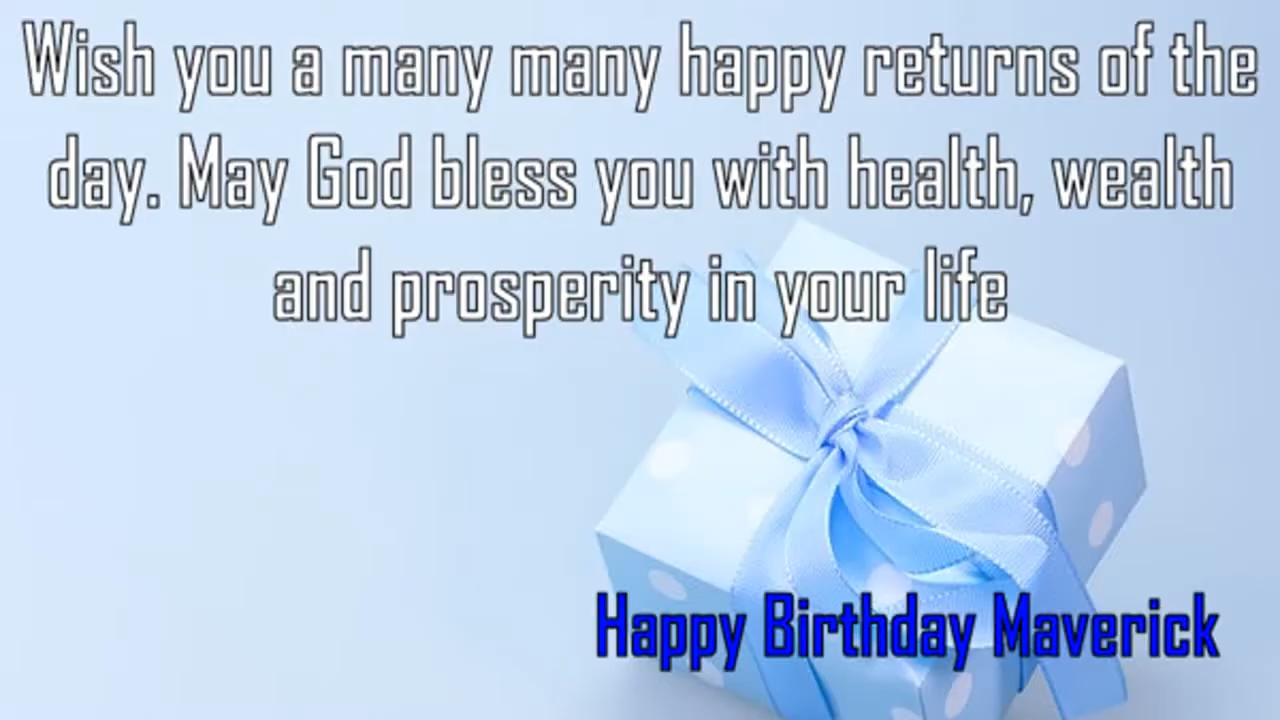 Wish you a many many happy returns of the
day. May God bless you with health, wealth
and prosperity in your life
Happy Birthday Maverick